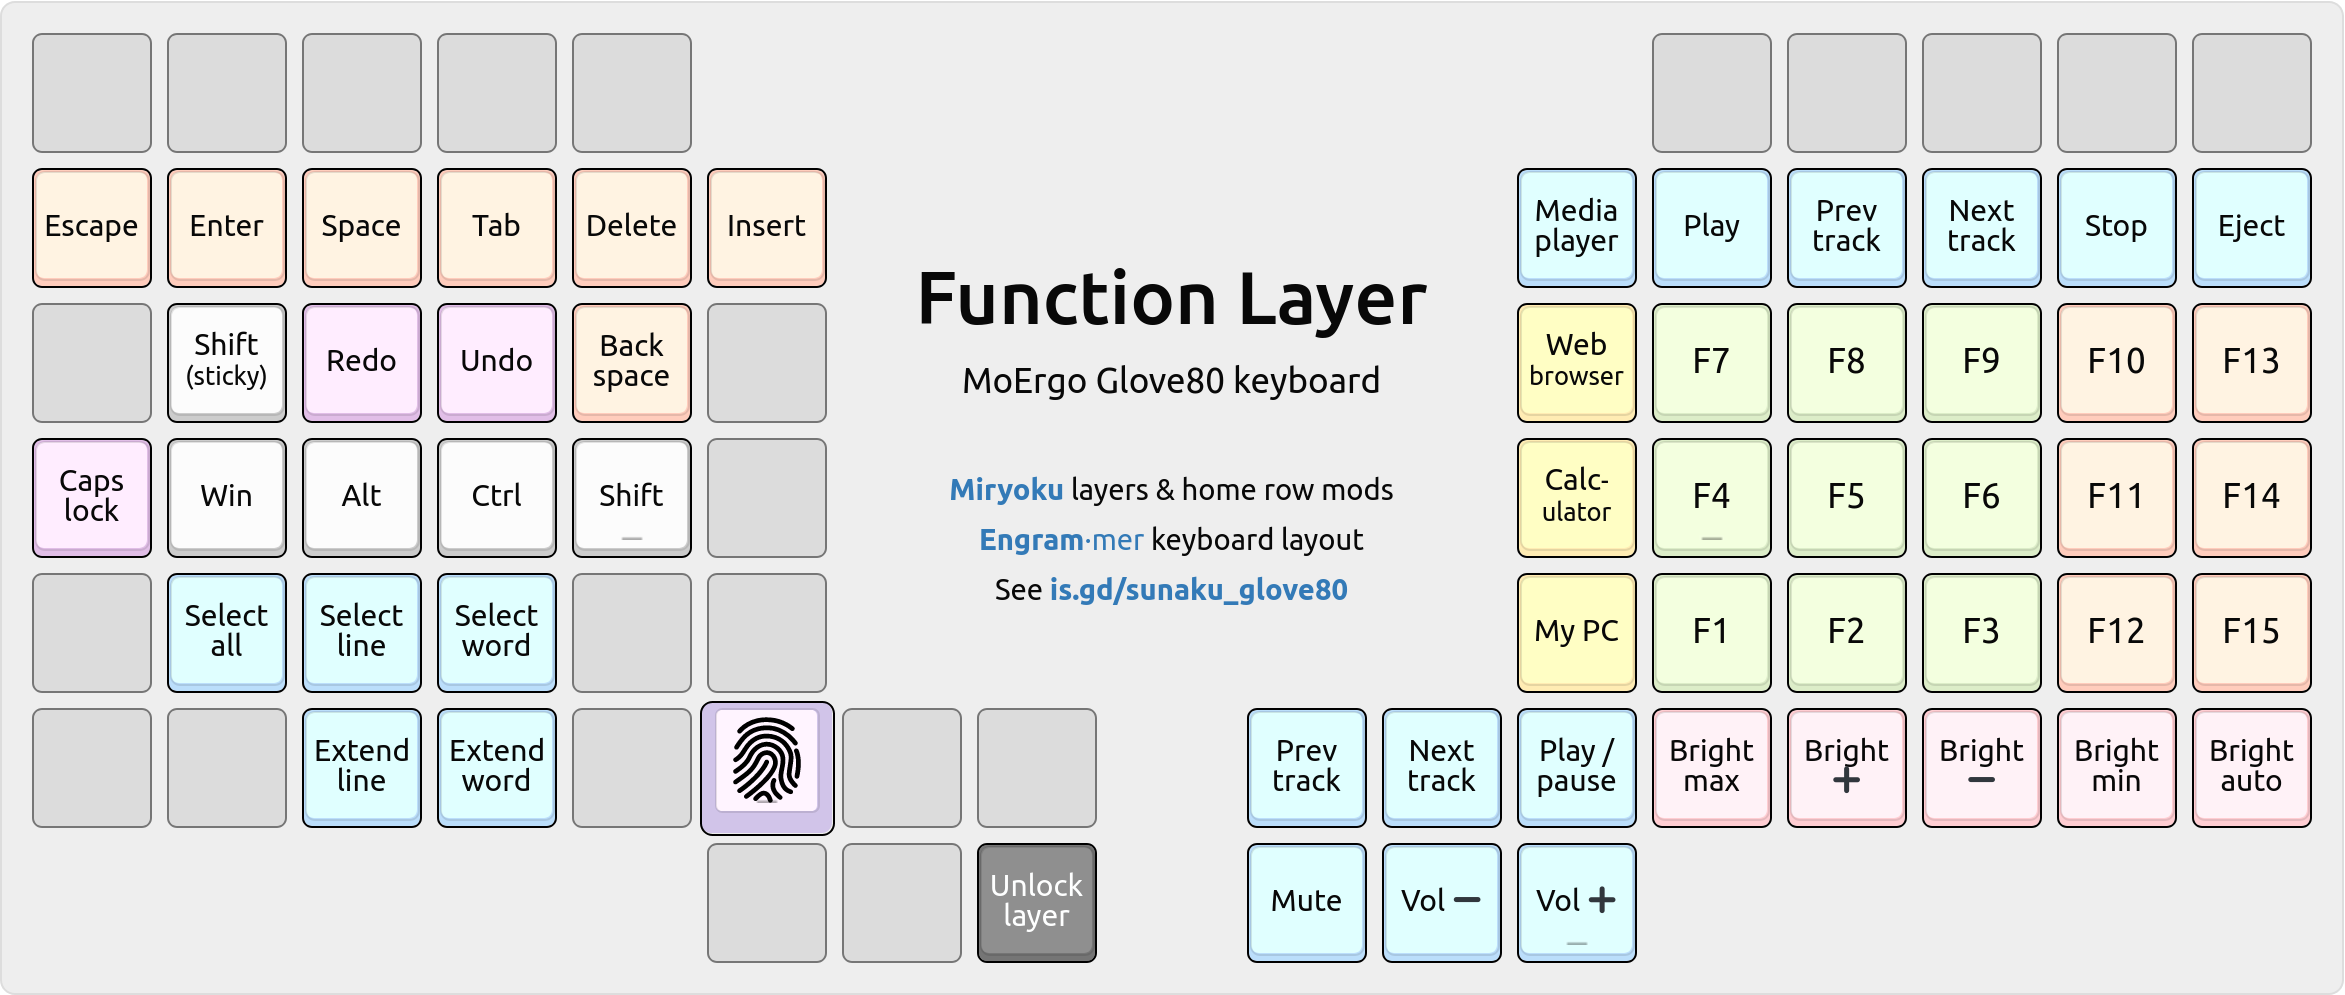 Escape
Enter
Space
Tab
Delete
Insert
Media
player
Play
Prev
track
Next
track
Stop
Eject
Function Layer
MoErgo Glove80 keyboard
Shift
(sticky)
Redo
Undo
Back
space
Web
browser
F7
F8
F9
F10
F13
Caps
lock
Win
Alt
Ctrl
Shift
_
Miryoku layers & home row mods
Engram·mer keyboard layout
See is.gd/sunaku_glove80
Calc-
ulator
F4
_
F5
F6
F11
F14
Select
all
Select
line
Select
word
My PC
F1
F2
F3
F12
F15
Extend
line
Extend
word
Prev
track
Next
track
Play /
pause
Bright
max
Bright
+
Bright
−
Bright
min
Bright
auto
Unlock
layer
Mute
Vol −
Vol +
_